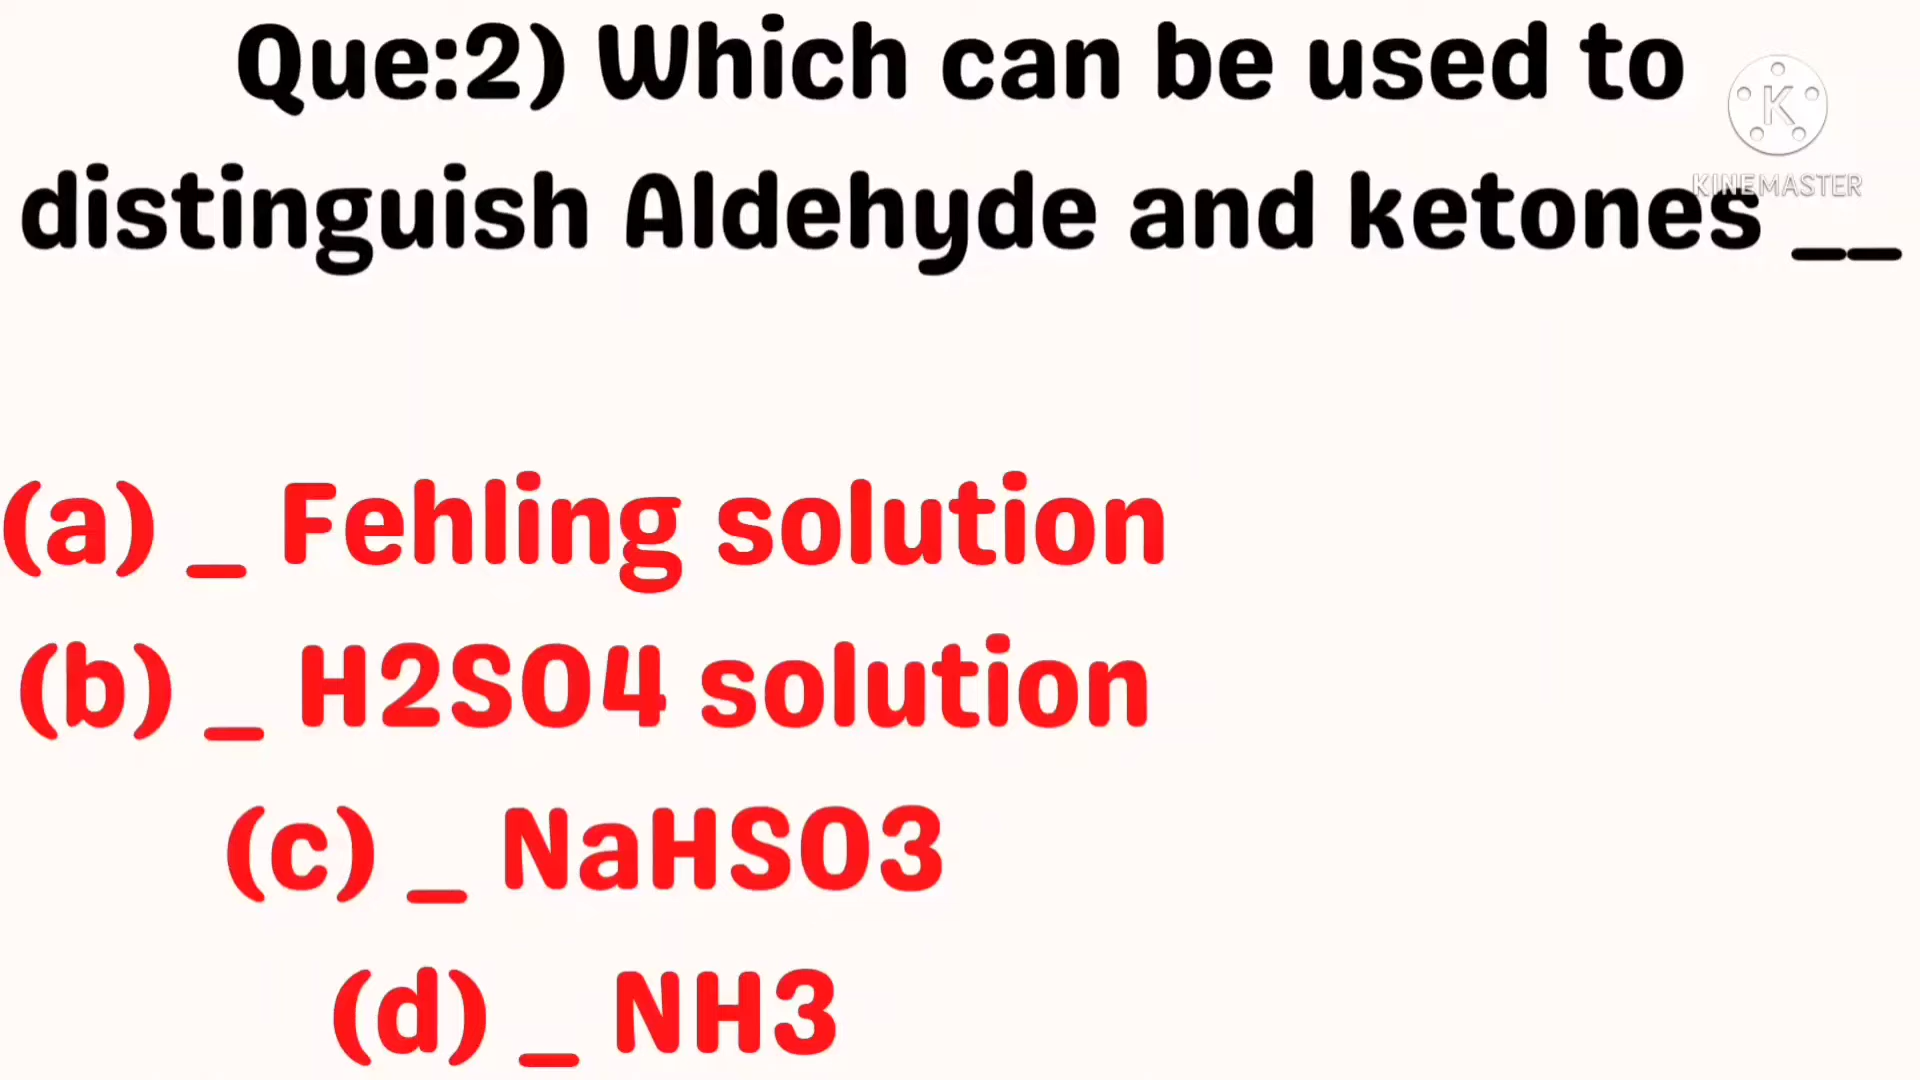 Que:2) Which can be used to
distinguish Aldehyde and ketones __
(a) _ Fehling solution
(b) _ H2SO4 solution
(c) _ NaHSO3
(d) _ NH3
K
KINEMASTER